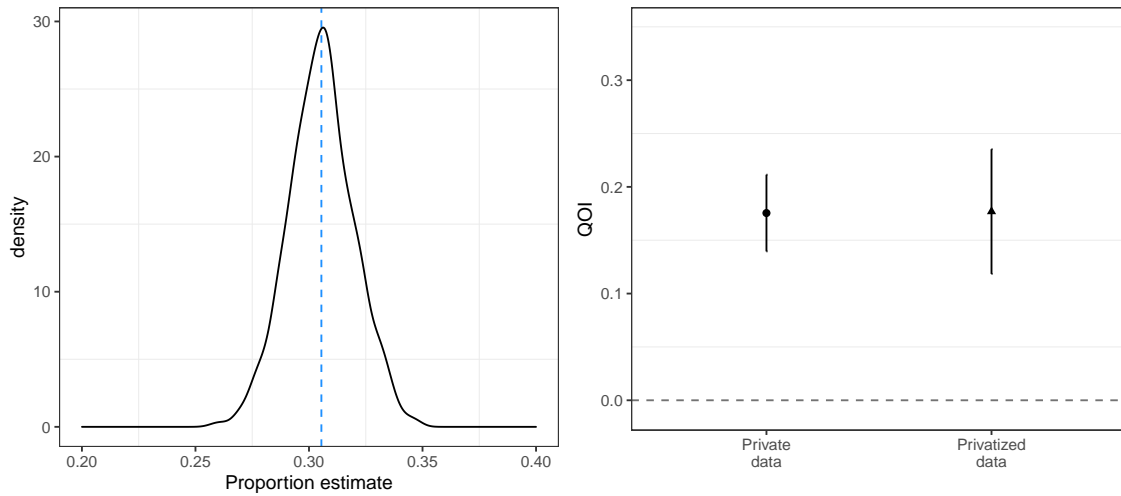 density
30
20
10
0
0.20 0.25 0.30 0.35 0.40
Proportion estimate
QOI
0.3
0.2
0.1
0.0
Private
data
Privatized
data